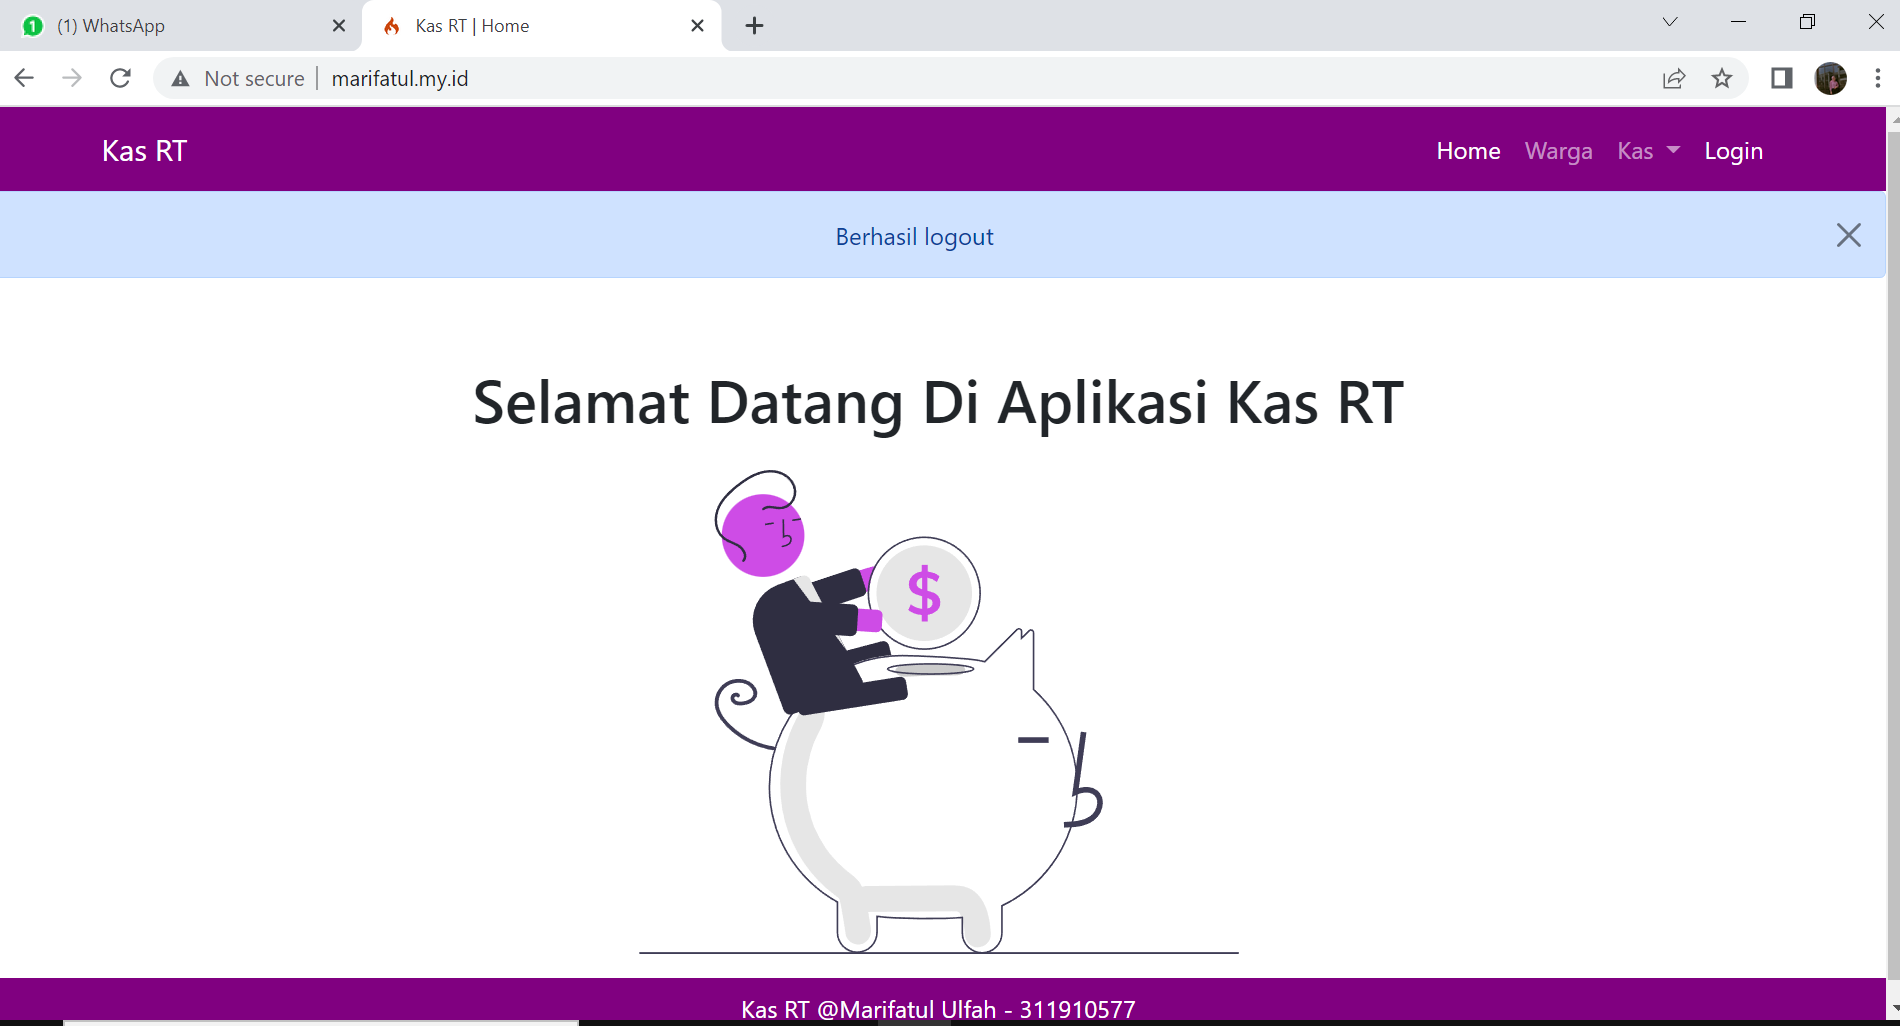 (1) WhatsApp
Kas RT | Home
Not secure marifatul.my.id
Kas RT
Home Warga Kas Login
Berhasil logout
Selamat Datang Di Aplikasi Kas RT
$
Kas RT @Marifatul Ulfah - 311910577